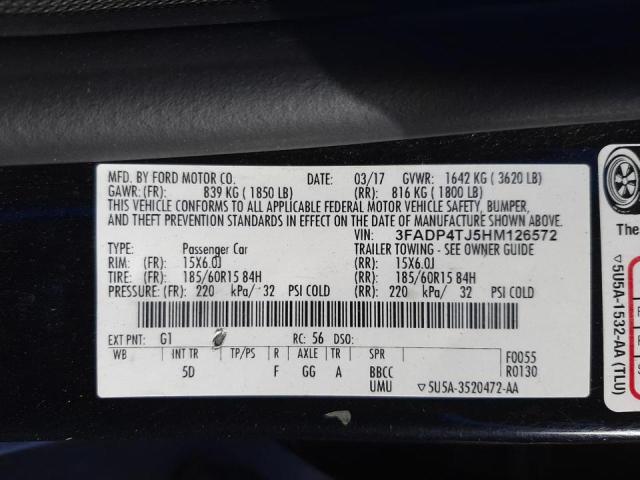 MFD. BY FORD MOTOR CO. DATE: 03/17 GVWR: 1642 KG ( 3620 LB)
GAWR: (FR): 839 KG ( 1850 LB) (RR): 816 KG ( 1800 LB)
THIS VEHICLE CONFORMS TO ALL APPLICABLE FEDERAL MOTOR VEHICLE SAFETY, BUMPER,
AND THEFT PREVENTION STANDARDS IN EFFECT ON THE DATE OF MANUFACTURE SHOWN ABOVE.
VIN: 3FADP4TJ5HM126572
TYPE: Passenger Car TRAILER TOWING - SEE OWNER GUIDE
RIM: (FR): 15X6.0J (RR): 15X6.0J
TIRE: (FR): 185/60R15 84H (RR): 185/60R15 84H
PRESSURE: (FR): 220 kPa/ 32 PSI COLD (RR): 220 kPa/ 32 PSI COLD
EXT PNT: G1 RC: 56 DSO:
WB INT TR TP/PS R AXLE TR SPR F0055
5D F GG A BBCC R0130
UMU ▽5U5A-3520472-AA
The
▽5U5A-1532-AA (TLU)